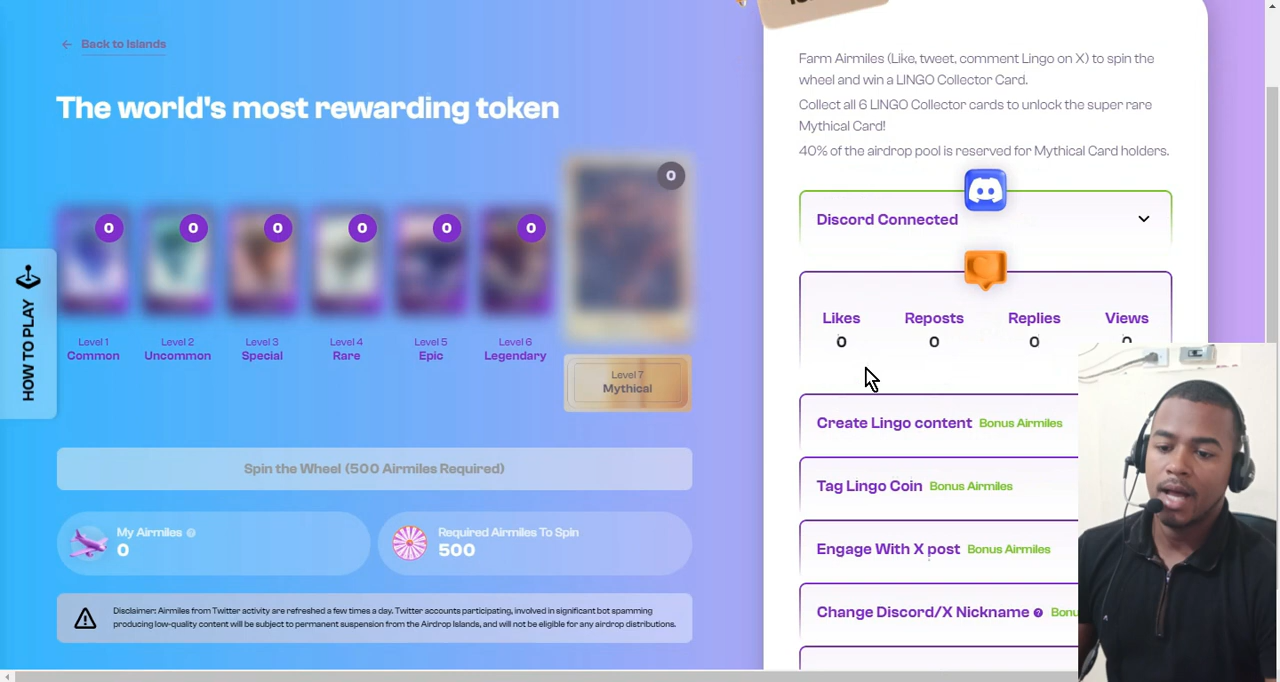 Back to Islands
The world's most rewarding token
0
0
0
0
0
0
0
Level 1
Common
Level 2
Uncommon
Level 3
Special
Level 4
Rare
Level 5
Epic
Level 6
Legendary
Level 7
Mythical
HOW TO PLAY
Spin the Wheel (500 Airmiles Required)
My Airmiles
0
Required Airmiles To Spin
500
Disclaimer: Airmiles from Twitter activity are refreshed a few times a day. Twitter accounts participating, involved in significant bot spamming
producing low-quality content will be subject to permanent suspension from the Airdrop Islands, and will not be eligible for any airdrop distributions.
Farm Airmiles (Like, tweet, comment Lingo on X) to spin the
wheel and win a LINGO Collector Card.
Collect all 6 LINGO Collector cards to unlock the super rare
Mythical Card!
40% of the airdrop pool is reserved for Mythical Card holders.
Discord Connected
Likes
0
Reposts
0
Replies
0
Views
0
Create Lingo content Bonus Airmiles
Tag Lingo Coin Bonus Airmiles
Engage With X post Bonus Airmiles
Change Discord/X Nickname ? Bonu